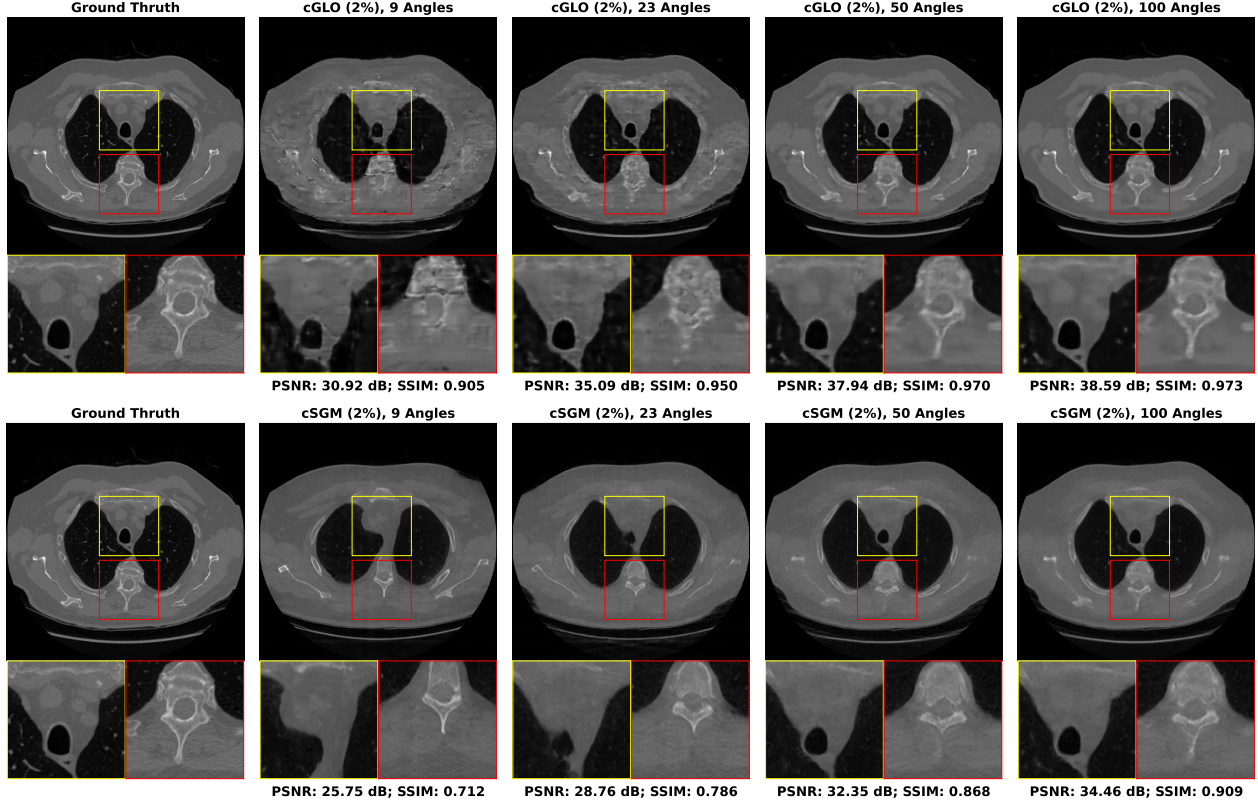 Ground Thruth
cGLO (2%), 9 Angles
cGLO (2%), 23 Angles
cGLO (2%), 50 Angles
cGLO (2%), 100 Angles
PSNR: 30.92 dB; SSIM: 0.905
PSNR: 35.09 dB; SSIM: 0.950
PSNR: 37.94 dB; SSIM: 0.970
PSNR: 38.59 dB; SSIM: 0.973
Ground Thruth
cSGM (2%), 9 Angles
cSGM (2%), 23 Angles
cSGM (2%), 50 Angles
cSGM (2%), 100 Angles
PSNR: 25.75 dB; SSIM: 0.712
PSNR: 28.76 dB; SSIM: 0.786
PSNR: 32.35 dB; SSIM: 0.868
PSNR: 34.46 dB; SSIM: 0.909